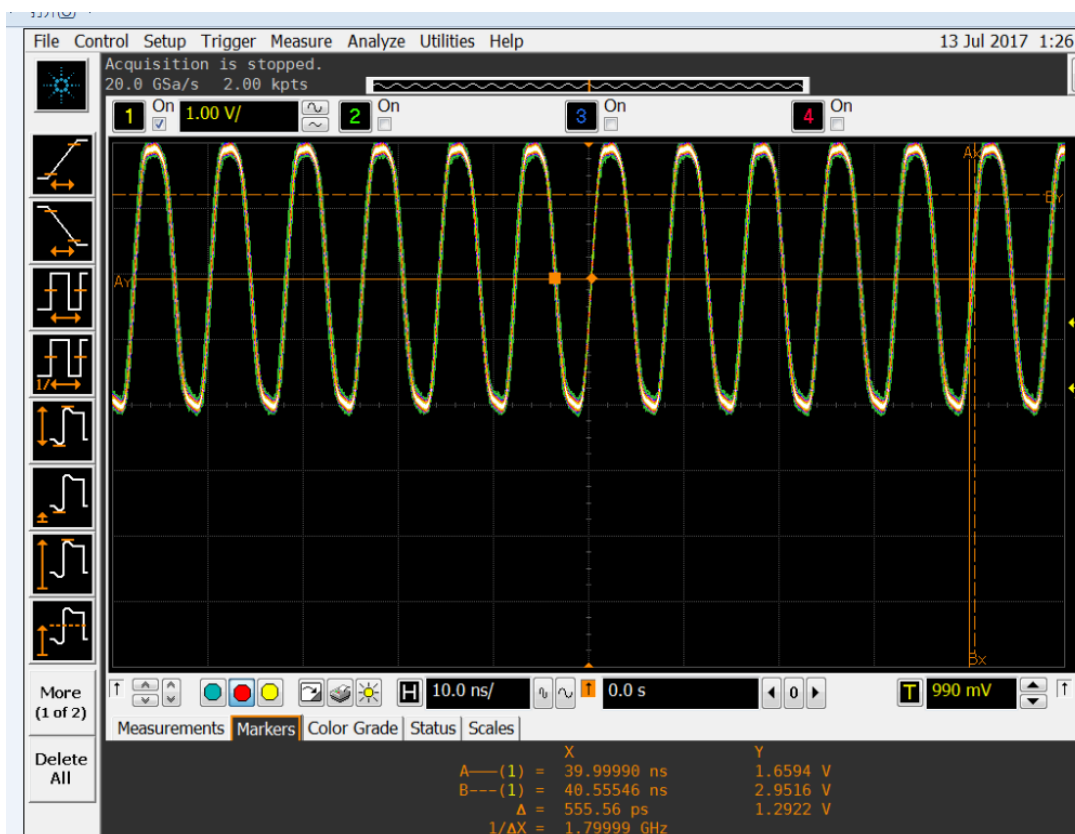 File Control Setup Trigger Measure Analyze Utilities Help 13 Jul 2017 1:26
Acquisition is stopped.
20.0 GSa/s 2.00 kpts
1 On 1.00 V/ 2 On 3 On 4 On
Ax
By
Ay
Bx
1/
More
(1 of 2)
Delete
All
H 10.0 ns/ 0.0 s 0 T 990 mV
Measurements Markers Color Grade Status Scales
X Y
A———(1) = 39.99990 ns 1.6594 V
B---(1) = 40.55546 ns 2.9516 V
Δ = 555.56 ps 1.2922 V
1/ΔX = 1.79999 GHz